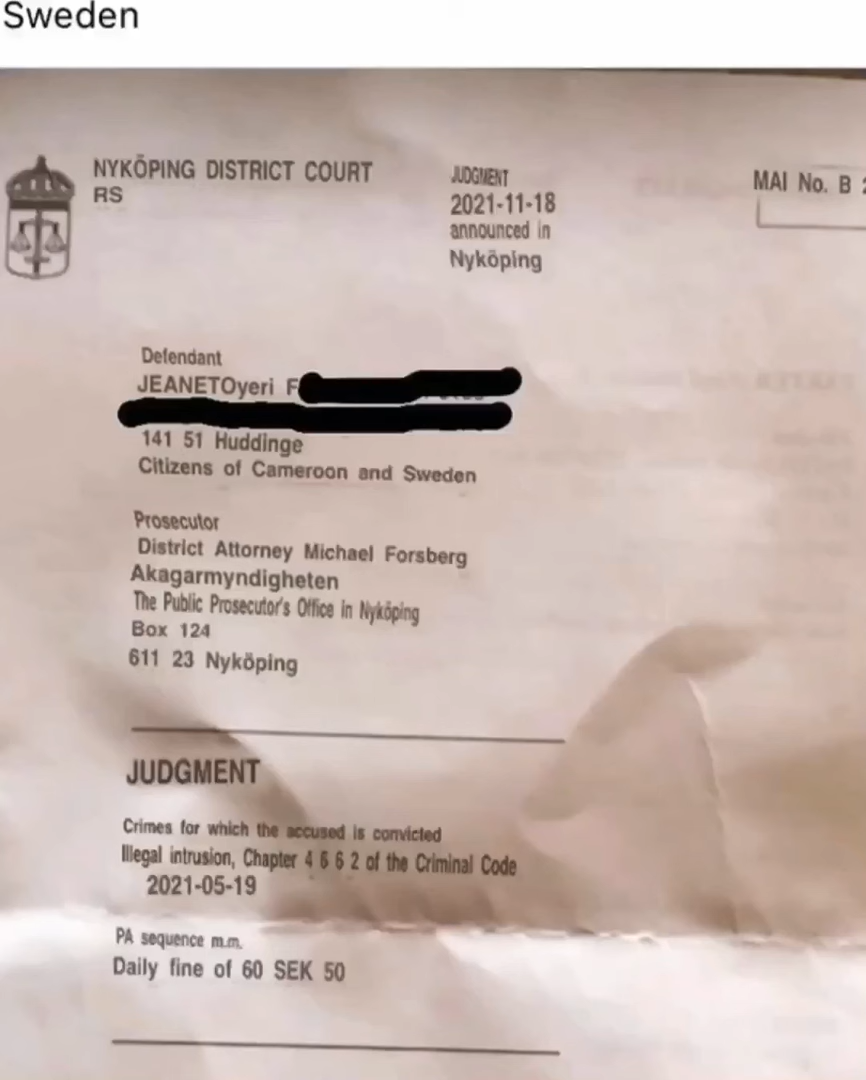 Sweden
NYKÖPING DISTRICT COURT
RS
JUDGMENT
2021-11-18
announced in
Nyköping
MAI No. B
Defendant
JEANETOyeri F
141 51 Huddinge
Citizens of Cameroon and Sweden
Prosecutor
District Attorney Michael Forsberg
Akagarmyndigheten
The Public Prosecutor's Office in Nyköping
Box 124
611 23 Nyköping
JUDGMENT
Crimes for which the accused is convicted
Illegal intrusion, Chapter 4 6 6 2 of the Criminal Code
2021-05-19
PA sequence m.m.
Daily fine of 60 SEK 50